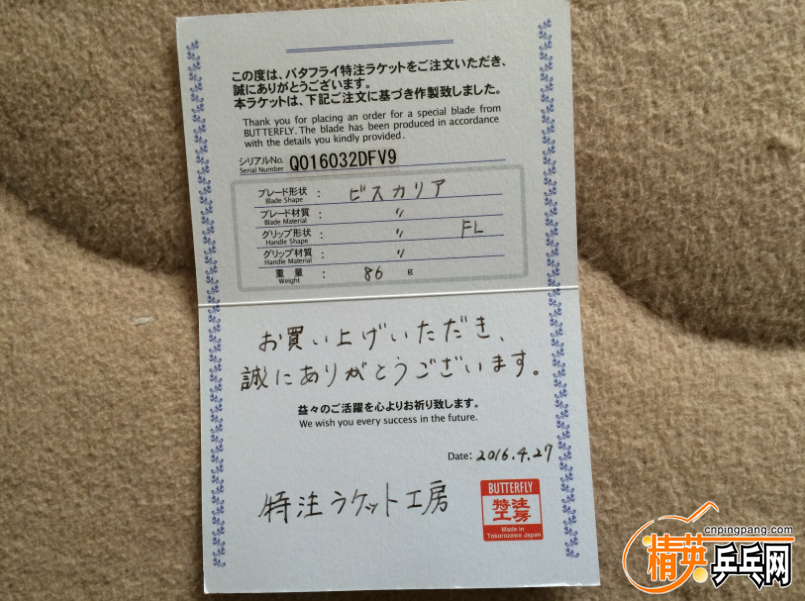 この度は、バタフライ特注ラケットをご注文いただき、
誠にありがとうございます。
本ラケットは、下記ご注文に基づき作製致しました。
Thank you for placing an order for a special blade from
BUTTERFLY. The blade has been produced in accordance
with the details you kindly provided.
シリアルNo.
Serial Number
Q016032DFV9
ブレード形状 : ビスカリア
Blade Shape
ブレード材質 : 〃
Blade Material
グリップ形状 : 〃 FL
Handle Shape
グリップ材質 : 〃
Handle Material
重量 : 86 g
Weight
お買い上げいただき、
誠にありがとうございます。
益々のご活躍を心よりお祈り致します。
We wish you every success in the future.
Date: 2016.4.27
特注ラケット工房
BUTTERFLY
特注
工房
Made in
Tokorozawa Japan
cnpingpang.com
精英乒乓网